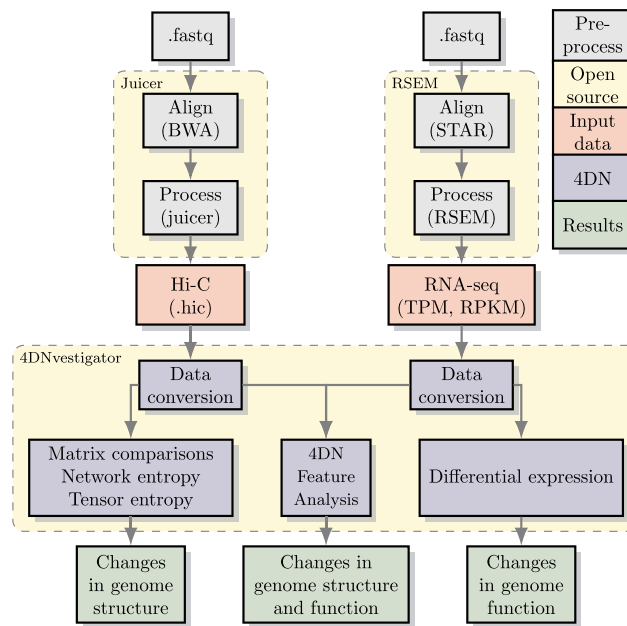 .fastq
.fastq
Pre-
process
Open
source
Input
data
4DN
Results
Juicer
Align
(BWA)
Process
(juicer)
RSEM
Align
(STAR)
Process
(RSEM)
Hi-C
(.hic)
RNA-seq
(TPM, RPKM)
4DNvestigator
Data
conversion
Data
conversion
Matrix comparisons
Network entropy
Tensor entropy
4DN
Feature
Analysis
Differential expression
Changes
in genome
structure
Changes in
genome structure
and function
Changes
in genome
function